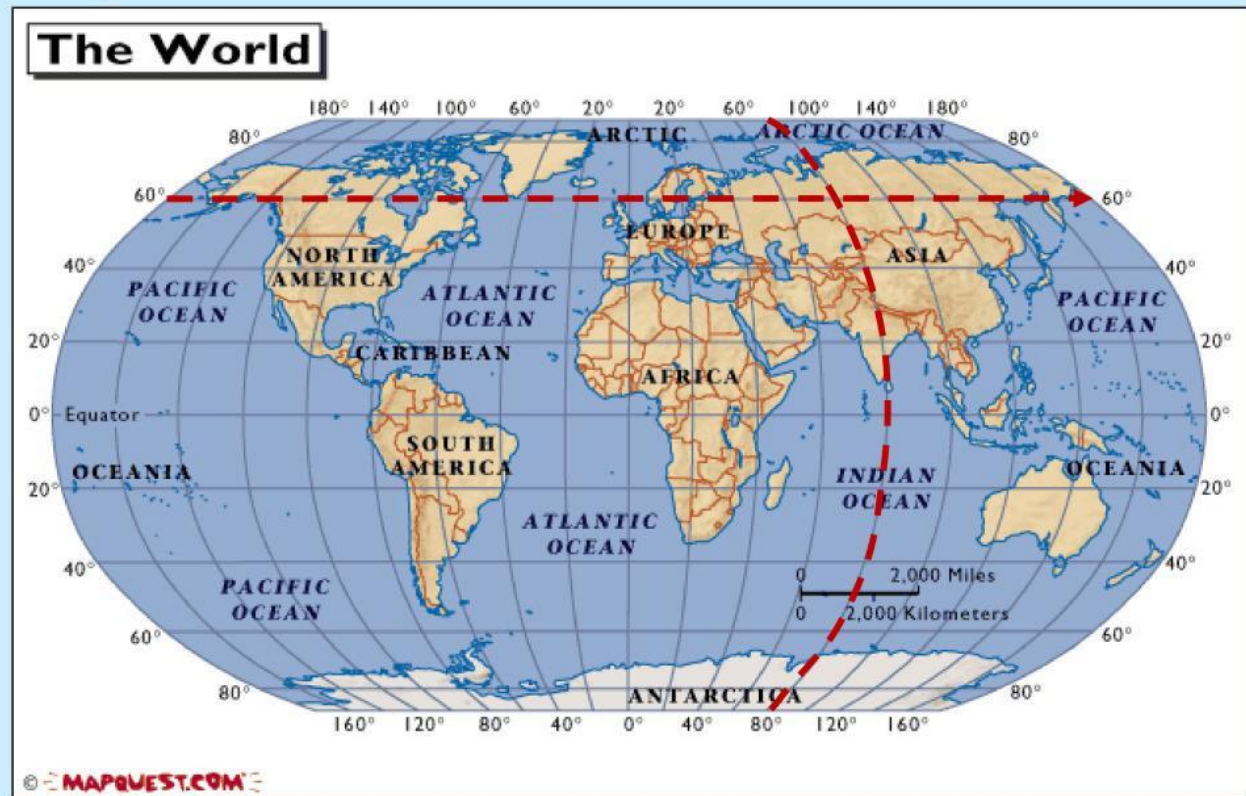 The World
180° 140° 100° 60° 20° 20° 60° 100° 140° 180°
80° ARCTIC ARCTIC OCEAN 80°
60° 60°
EUROPE
NORTH AMERICA
ASIA
40° 40°
PACIFIC OCEAN
ATLANTIC OCEAN
PACIFIC OCEAN
20° 20°
CARIBBEAN
AFRICA
0° Equator 0°
SOUTH AMERICA
OCEANIA
INDIAN OCEAN
OCEANIA
20° 20°
ATLANTIC OCEAN
40° 40°
0 2,000 Miles
0 2,000 Kilometers
PACIFIC OCEAN
60° 60°
80° ANTARCTICA 80°
160° 120° 80° 40° 0° 40° 80° 120° 160°
© MAPQUEST.COM